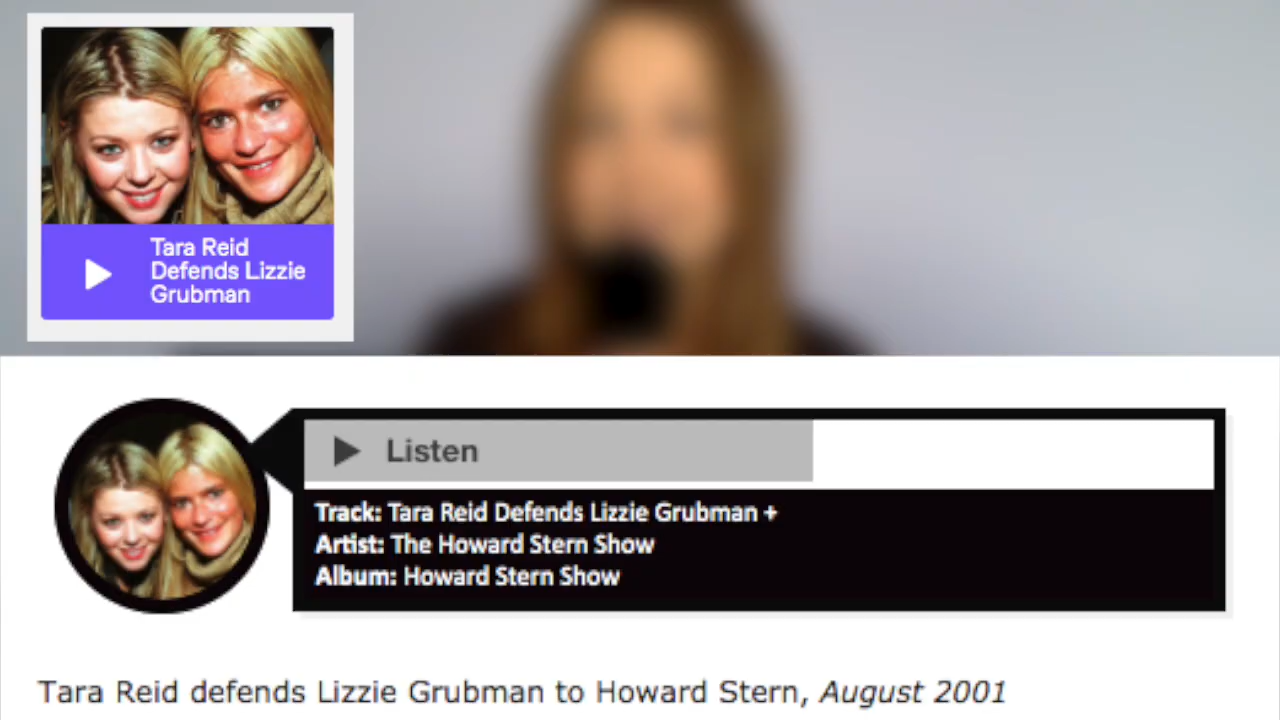 Tara Reid
Defends Lizzie
Grubman
Listen
Track: Tara Reid Defends Lizzie Grubman +
Artist: The Howard Stern Show
Album: Howard Stern Show
Tara Reid defends Lizzie Grubman to Howard Stern, August 2001